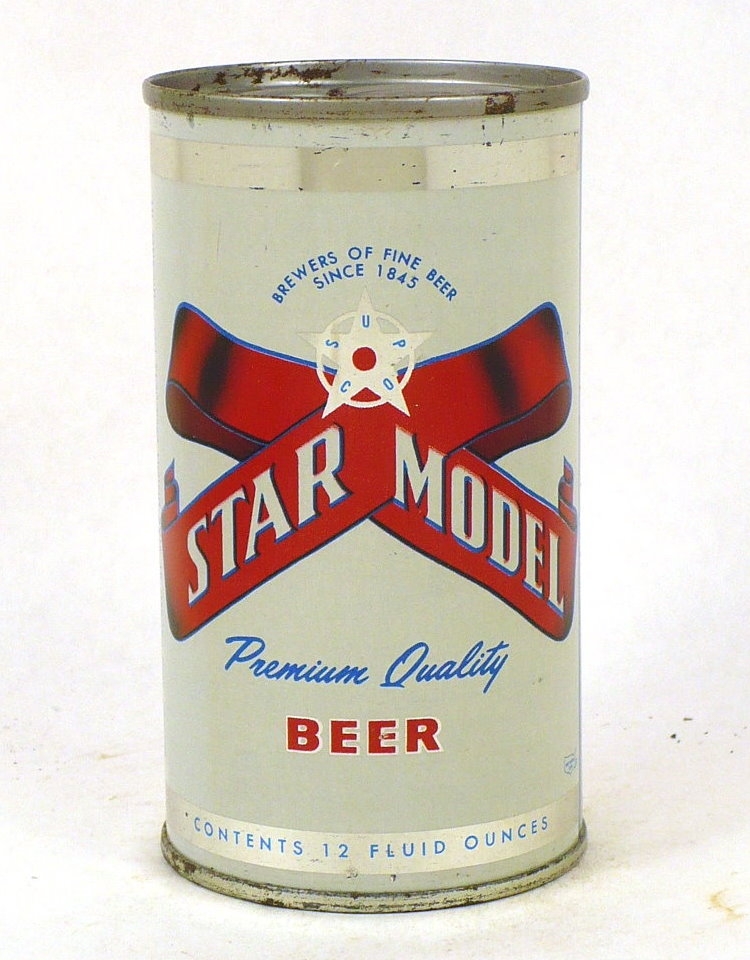 BREWERS OF FINE BEER
SINCE 1845
S U P C O
STAR MODEL
Premium Quality
BEER
CONTENTS 12 FLUID OUNCES